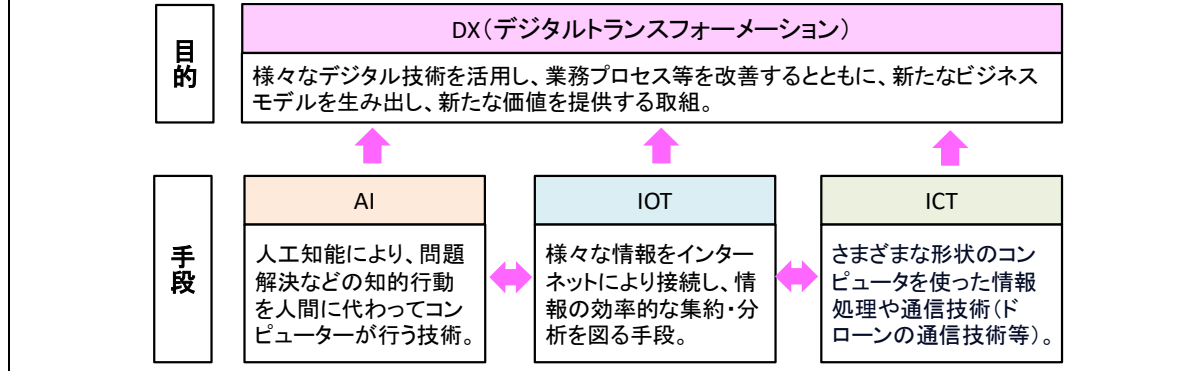 目的
DX(デジタルトランスフォーメーション)
様々なデジタル技術を活用し、業務プロセス等を改善するとともに、新たなビジネス
モデルを生み出し、新たな価値を提供する取組。
手段
AI
人工知能により、問題
解決などの知的行動
を人間に代わってコン
ピューターが行う技術。
IOT
様々な情報をインター
ネットにより接続し、情
報の効率的な集約・分
析を図る手段。
ICT
さまざまな形状のコン
ピュータを使った情報
処理や通信技術(ド
ローンの通信技術等)。